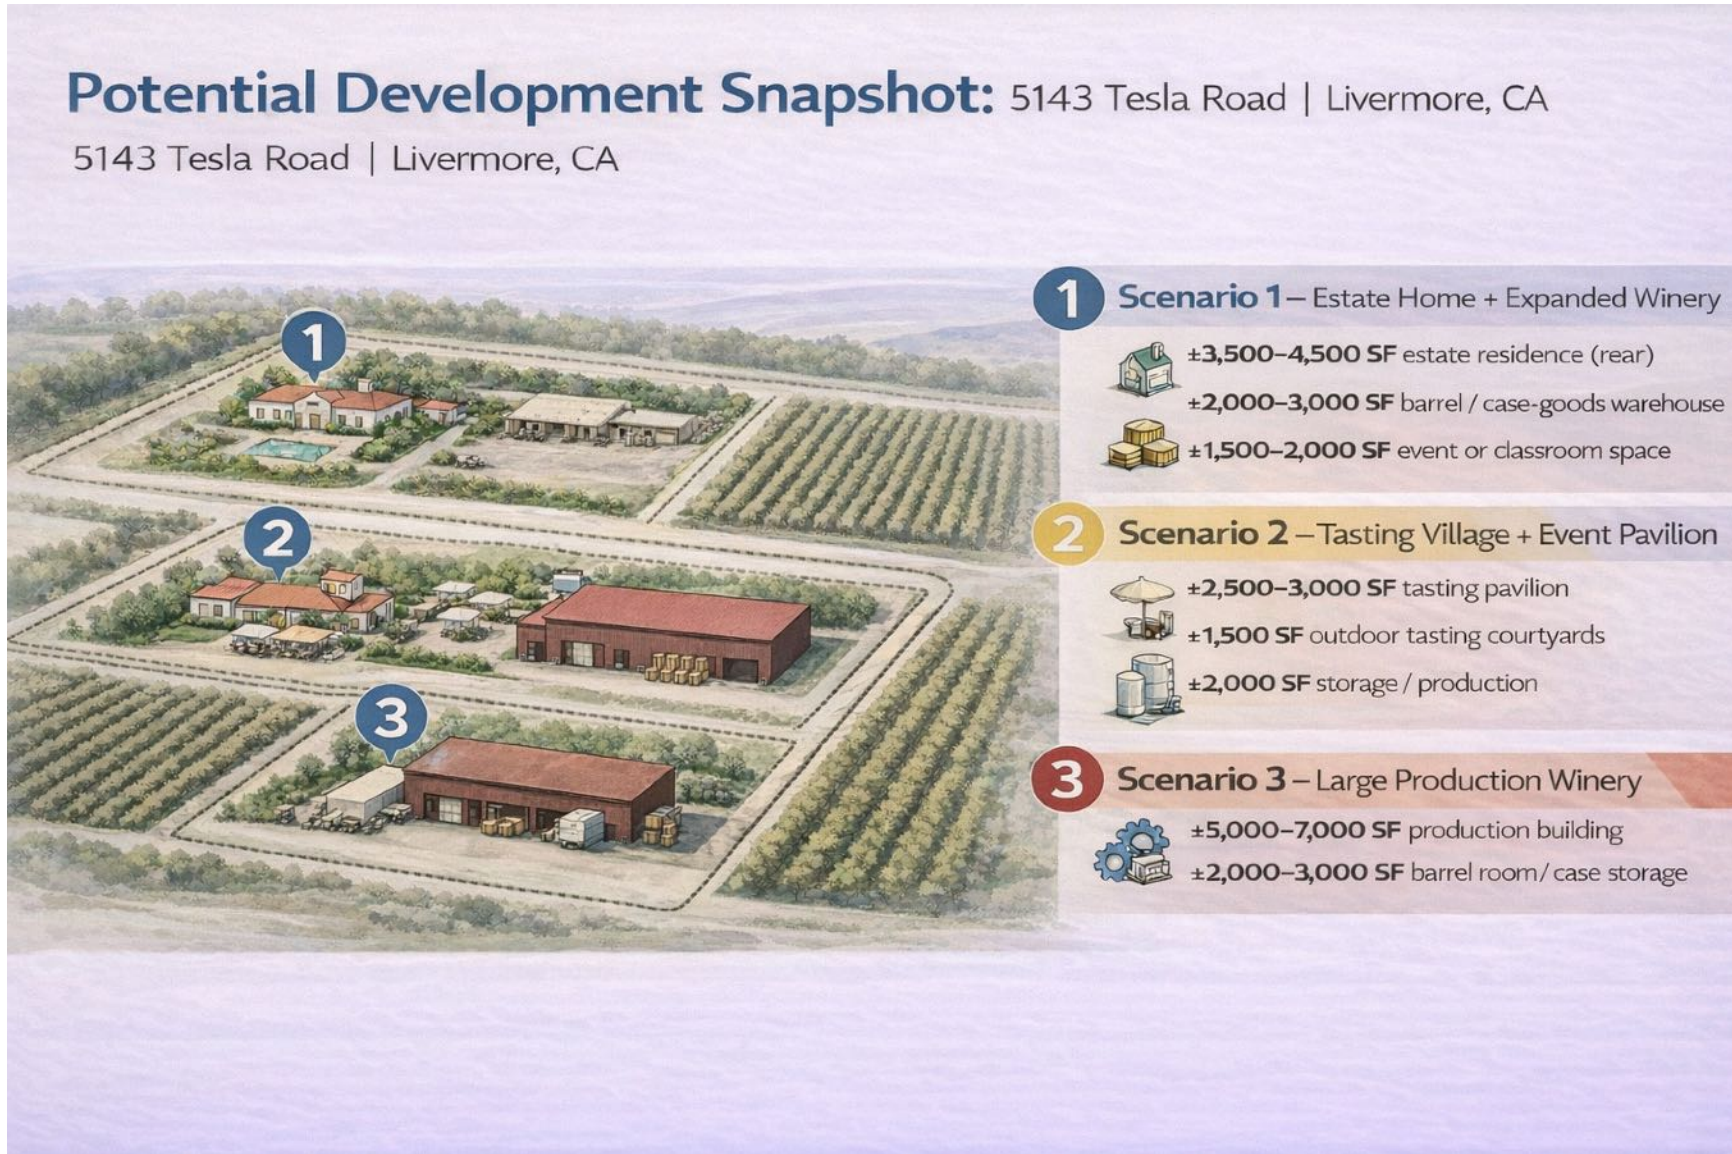 Potential Development Snapshot: 5143 Tesla Road | Livermore, CA
5143 Tesla Road | Livermore, CA
1
2
3
1 Scenario 1 – Estate Home + Expanded Winery
±3,500–4,500 SF estate residence (rear)
±2,000–3,000 SF barrel / case-goods warehouse
±1,500–2,000 SF event or classroom space
2 Scenario 2 – Tasting Village + Event Pavilion
±2,500–3,000 SF tasting pavilion
±1,500 SF outdoor tasting courtyards
±2,000 SF storage / production
3 Scenario 3 – Large Production Winery
±5,000–7,000 SF production building
±2,000–3,000 SF barrel room / case storage